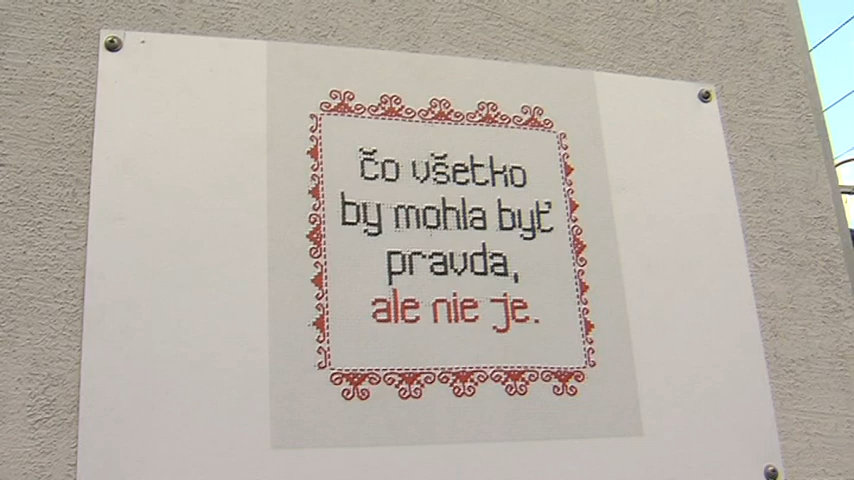 čo všetko
by mohla byť
pravda,
ale nie je.